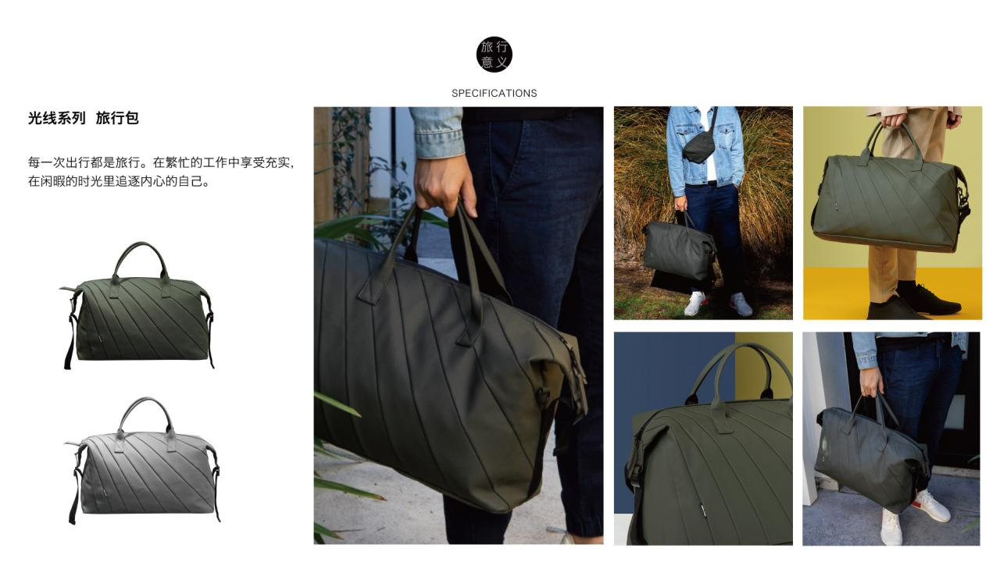 旅行
意义
SPECIFICATIONS
光线系列 旅行包
每一次出行都是旅行。在繁忙的工作中享受充实，
在闲暇的时光里追逐内心的自己。